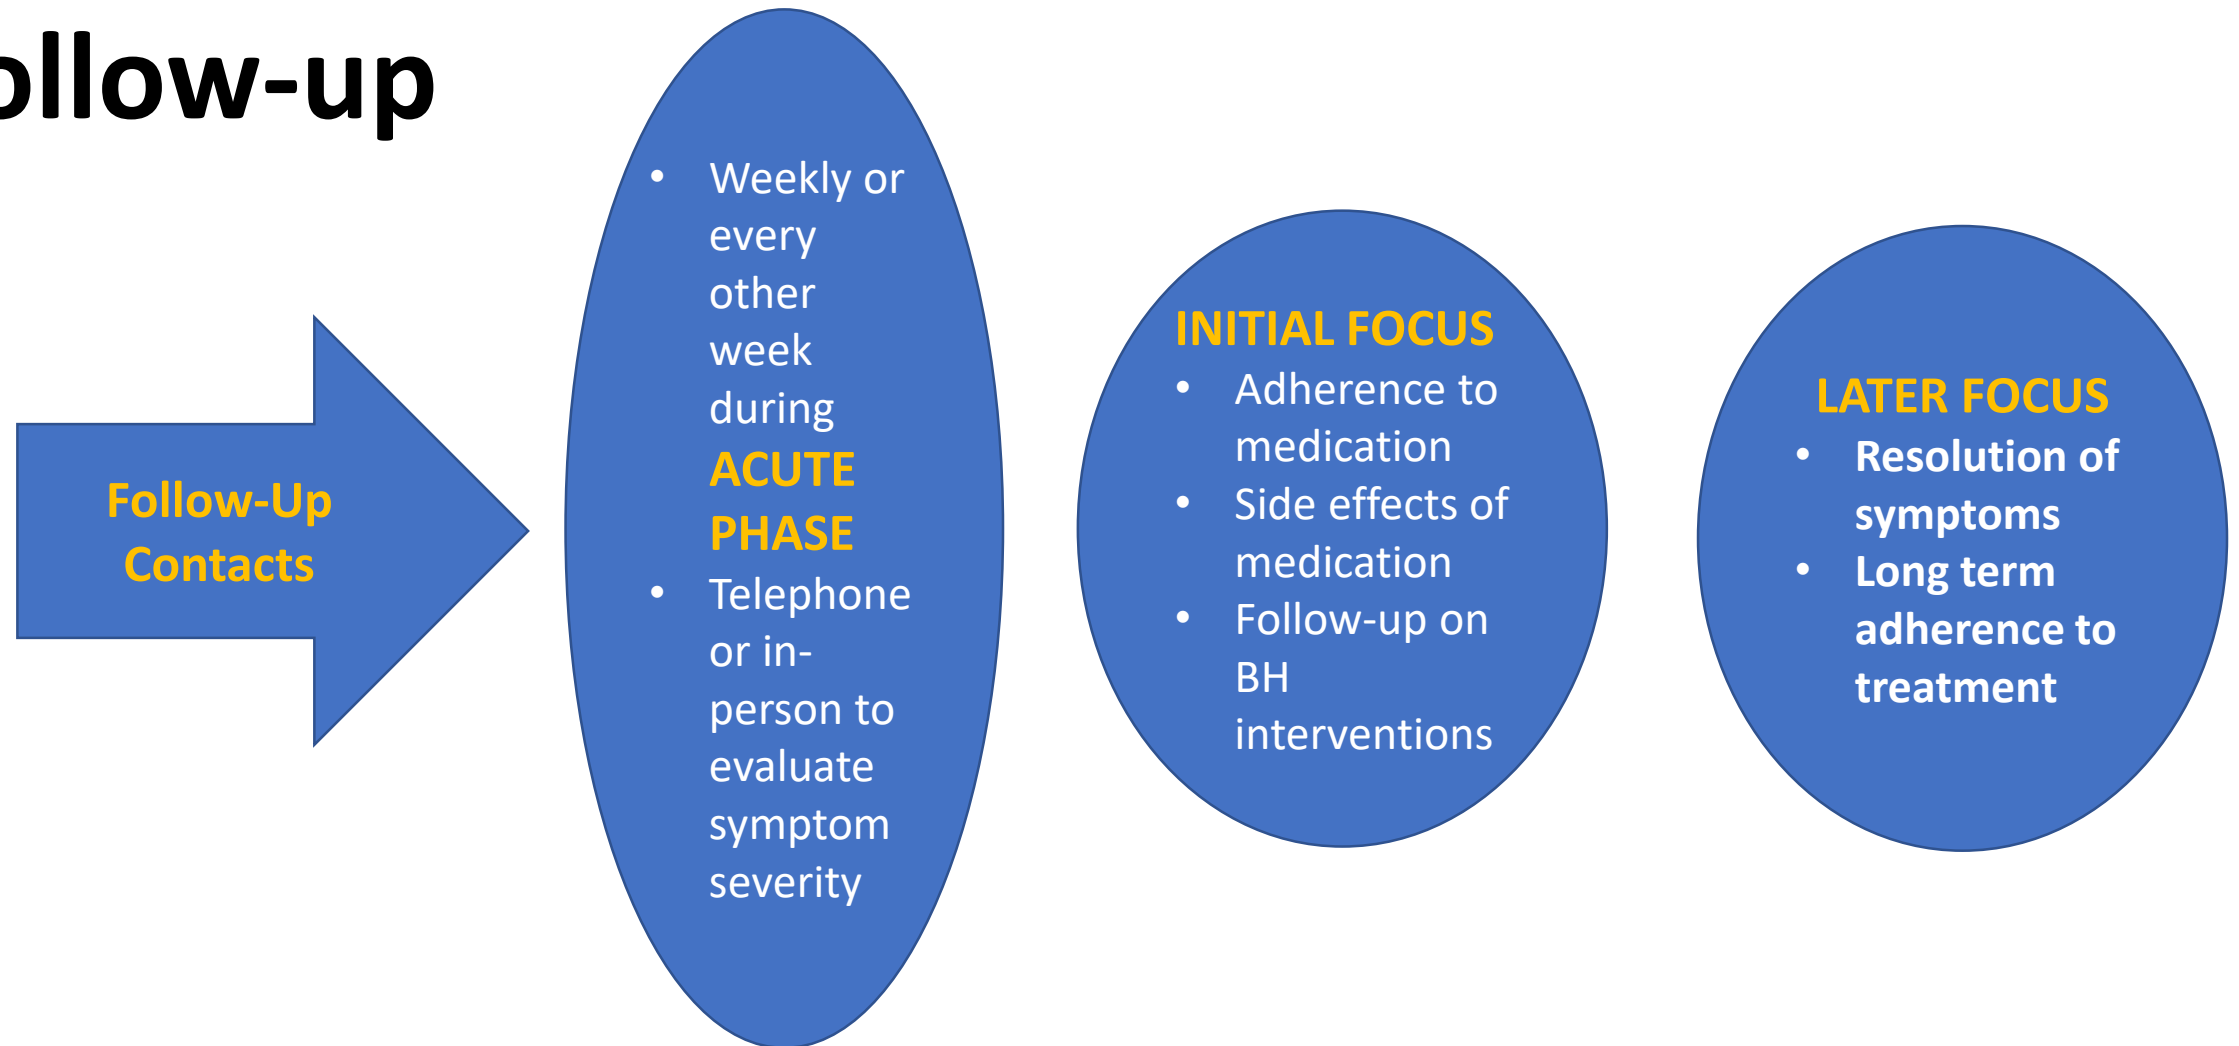 ollow-up
Follow-Up
Contacts
• Weekly or
every
other
week
during
ACUTE
PHASE
• Telephone
or in-
person to
evaluate
symptom
severity
INITIAL FOCUS
• Adherence to
medication
• Side effects of
medication
• Follow-up on
BH
interventions
LATER FOCUS
• Resolution of
symptoms
• Long term
adherence to
treatment